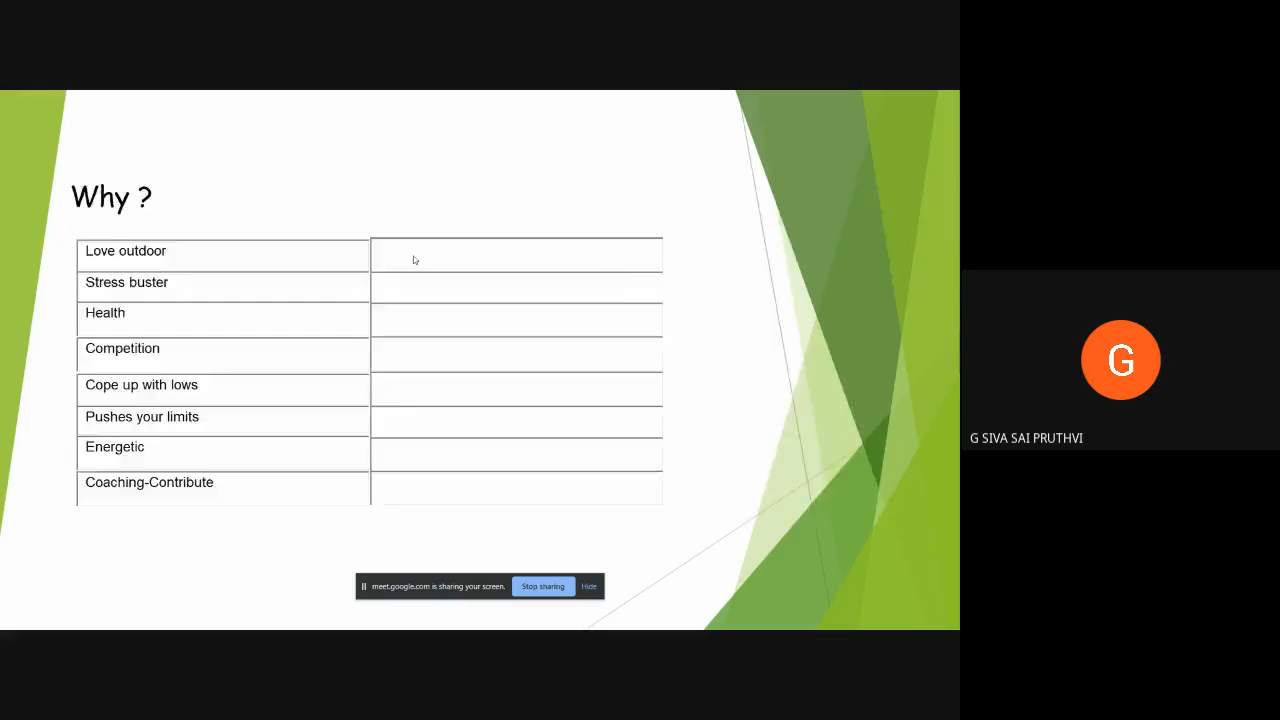 Why ?
Love outdoor
Stress buster
Health
Competition
Cope up with lows
Pushes your limits
Energetic
Coaching-Contribute
meet.google.com is sharing your screen. Stop sharing Hide
G
G SIVA SAI PRUTHVI